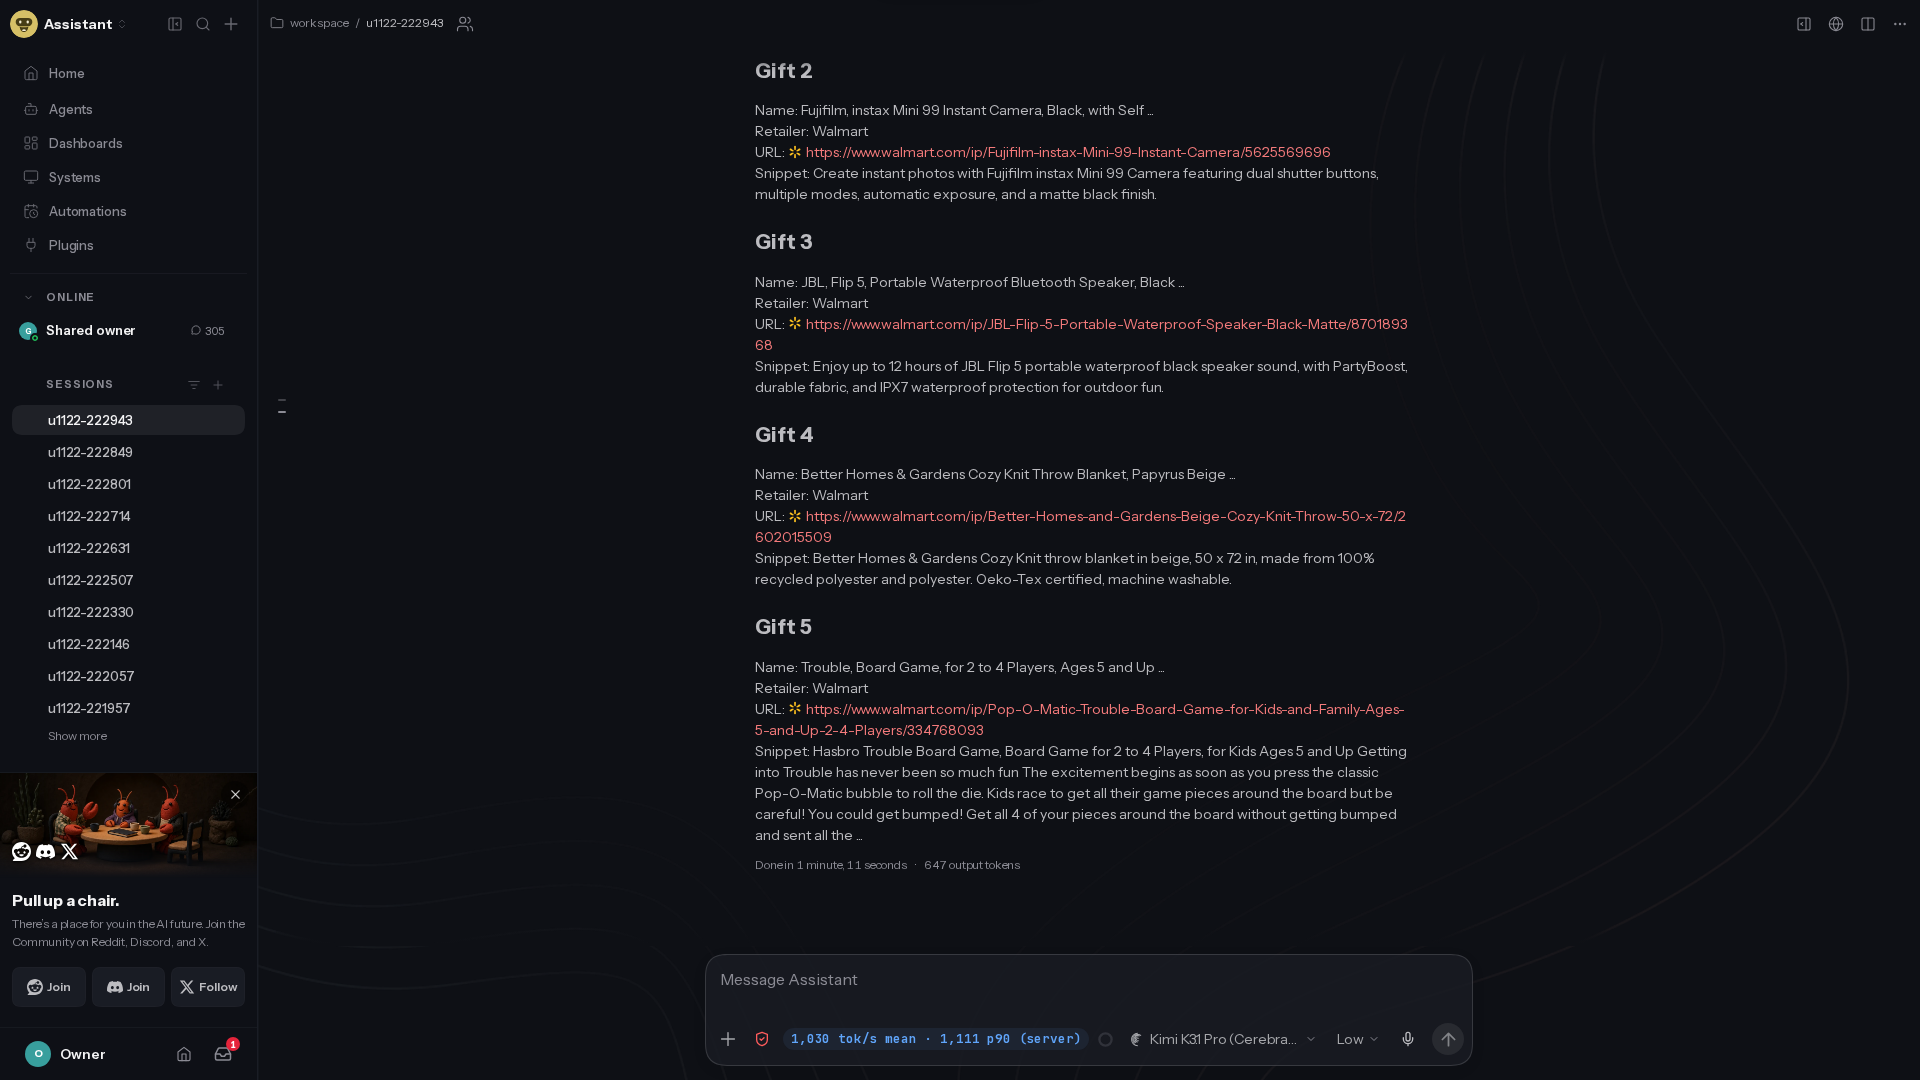 Assistant
Home
Agents
Dashboards
Systems
Automations
Plugins
ONLINE
G
Shared owner
305
SESSIONS
u1122-222943
u1122-222849
u1122-222801
u1122-222714
u1122-222631
u1122-222507
u1122-222330
u1122-222146
u1122-222057
u1122-221957
Show more
Pull up a chair.
There's a place for you in the AI future. Join the
Community on Reddit, Discord, and X.
Join
Join
Follow
O
Owner
1
workspace / u1122-222943
Gift 2
Name: Fujifilm, instax Mini 99 Instant Camera, Black, with Self ...
Retailer: Walmart
URL: https://www.walmart.com/ip/Fujifilm-instax-Mini-99-Instant-Camera/5625569696
Snippet: Create instant photos with Fujifilm instax Mini 99 Camera featuring dual shutter buttons,
multiple modes, automatic exposure, and a matte black finish.
Gift 3
Name: JBL, Flip 5, Portable Waterproof Bluetooth Speaker, Black ...
Retailer: Walmart
URL: https://www.walmart.com/ip/JBL-Flip-5-Portable-Waterproof-Speaker-Black-Matte/8701893
68
Snippet: Enjoy up to 12 hours of JBL Flip 5 portable waterproof black speaker sound, with PartyBoost,
durable fabric, and IPX7 waterproof protection for outdoor fun.
Gift 4
Name: Better Homes & Gardens Cozy Knit Throw Blanket, Papyrus Beige ...
Retailer: Walmart
URL: https://www.walmart.com/ip/Better-Homes-and-Gardens-Beige-Cozy-Knit-Throw-50-x-72/2
602015509
Snippet: Better Homes & Gardens Cozy Knit throw blanket in beige, 50 x 72 in, made from 100%
recycled polyester and polyester. Oeko-Tex certified, machine washable.
Gift 5
Name: Trouble, Board Game, for 2 to 4 Players, Ages 5 and Up ...
Retailer: Walmart
URL: https://www.walmart.com/ip/Pop-O-Matic-Trouble-Board-Game-for-Kids-and-Family-Ages-
5-and-Up-2-4-Players/334768093
Snippet: Hasbro Trouble Board Game, Board Game for 2 to 4 Players, for Kids Ages 5 and Up Getting
into Trouble has never been so much fun The excitement begins as soon as you press the classic
Pop-O-Matic bubble to roll the die. Kids race to get all their game pieces around the board but be
careful! You could get bumped! Get all 4 of your pieces around the board without getting bumped
and sent all the ...
Done in 1 minute, 11 seconds · 647 output tokens
Message Assistant
1,030 tok/s mean · 1,111 p90 (server)
Kimi K3.1 Pro (Cerebra...
Low